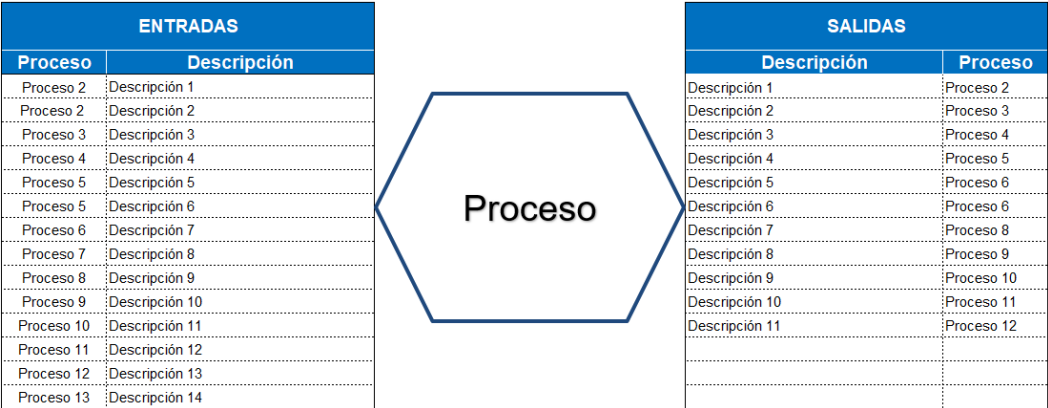 ENTRADAS
Proceso Descripción
Proceso 2 Descripción 1
Proceso 2 Descripción 2
Proceso 3 Descripción 3
Proceso 4 Descripción 4
Proceso 5 Descripción 5
Proceso 5 Descripción 6
Proceso 6 Descripción 7
Proceso 7 Descripción 8
Proceso 8 Descripción 9
Proceso 9 Descripción 10
Proceso 10 Descripción 11
Proceso 11 Descripción 12
Proceso 12 Descripción 13
Proceso 13 Descripción 14
Proceso
SALIDAS
Descripción Proceso
Descripción 1 Proceso 2
Descripción 2 Proceso 3
Descripción 3 Proceso 4
Descripción 4 Proceso 5
Descripción 5 Proceso 6
Descripción 6 Proceso 6
Descripción 7 Proceso 8
Descripción 8 Proceso 9
Descripción 9 Proceso 10
Descripción 10 Proceso 11
Descripción 11 Proceso 12